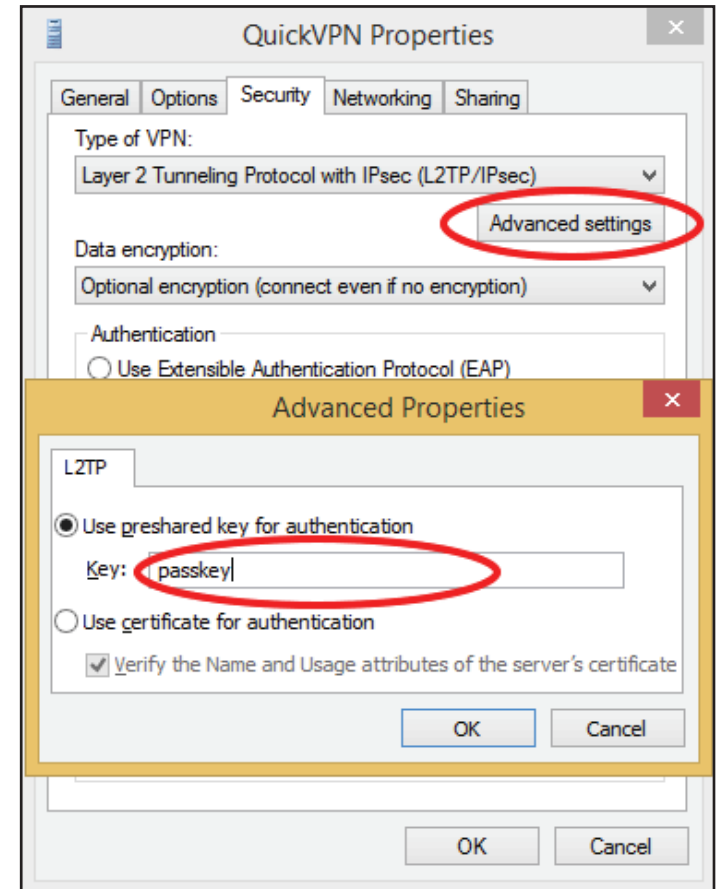 QuickVPN Properties
General Options Security Networking Sharing
Type of VPN:
Layer 2 Tunneling Protocol with IPsec (L2TP/IPsec)
Advanced settings
Data encryption:
Optional encryption (connect even if no encryption)
Authentication
Use Extensible Authentication Protocol (EAP)
Advanced Properties
L2TP
Use preshared key for authentication
Key: passkey
Use certificate for authentication
Verify the Name and Usage attributes of the server's certificate
OK Cancel
OK Cancel